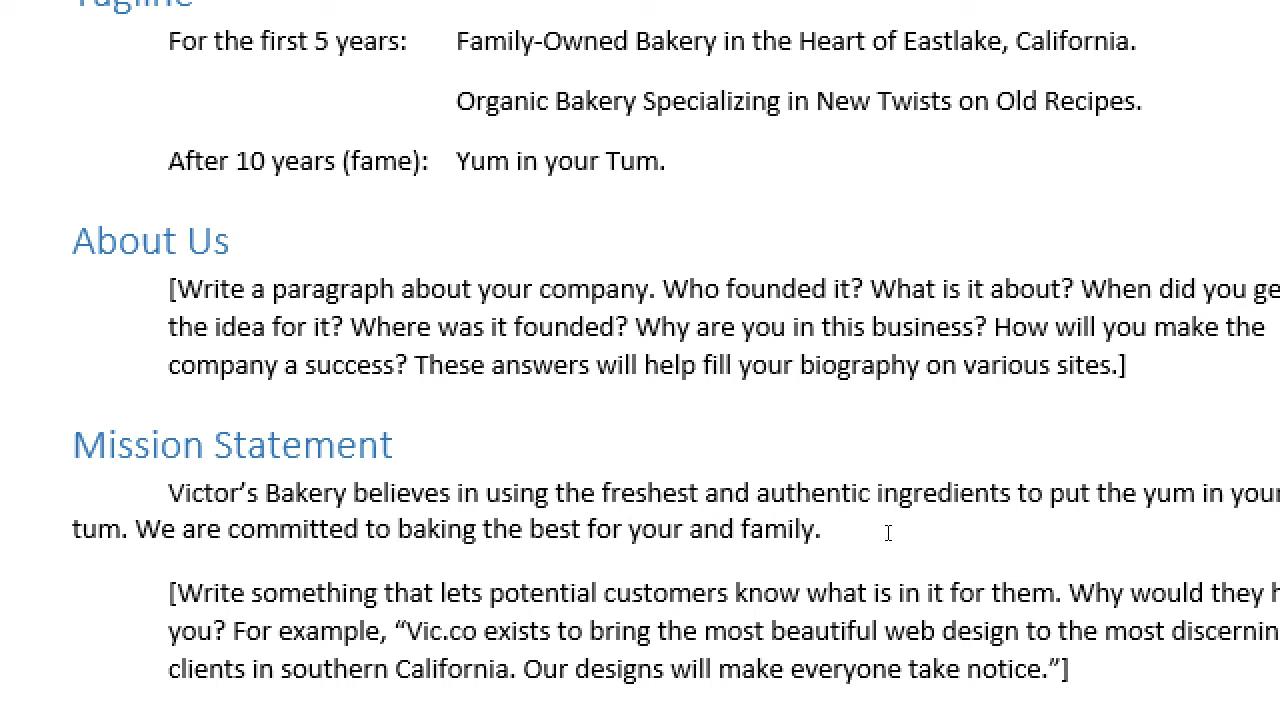 Tagline
For the first 5 years: Family-Owned Bakery in the Heart of Eastlake, California.
Organic Bakery Specializing in New Twists on Old Recipes.
After 10 years (fame): Yum in your Tum.
About Us
[Write a paragraph about your company. Who founded it? What is it about? When did you
the idea for it? Where was it founded? Why are you in this business? How will you make the
company a success? These answers will help fill your biography on various sites.]
Mission Statement
Victor’s Bakery believes in using the freshest and authentic ingredients to put the yum in your
tum. We are committed to baking the best for your and family.
[Write something that lets potential customers know what is in it for them. Why would they
you? For example, “Vic.co exists to bring the most beautiful web design to the most
clients in southern California. Our designs will make everyone take notice.”]